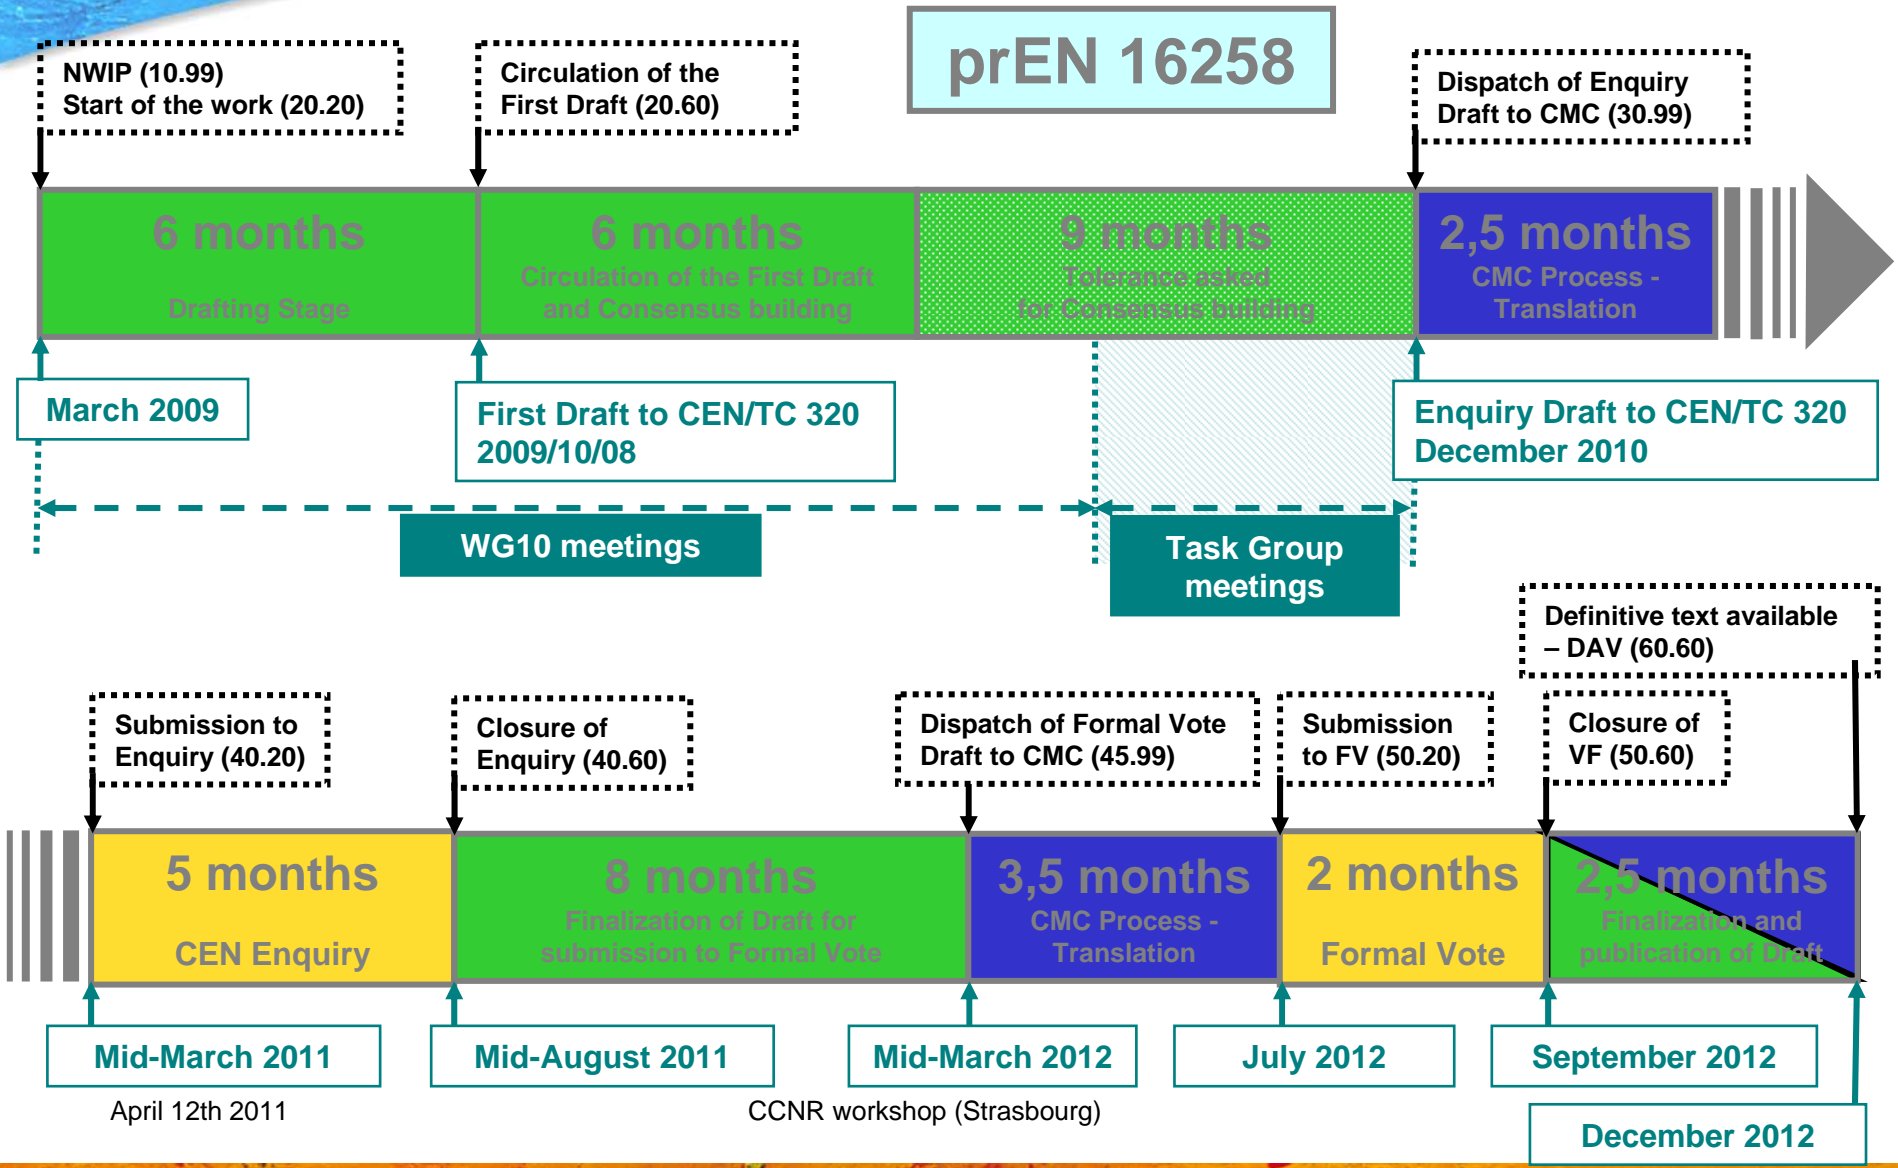 prEN 16258
NWIP (10.99)
Start of the work (20.20)
Circulation of the
First Draft (20.60)
Dispatch of Enquiry
Draft to CMC (30.99)
6 months
Drafting Stage
6 months
Circulation of the First Draft
and Consensus building
9 months
Tolerance asked
for Consensus building
2,5 months
CMC Process -
Translation
March 2009
First Draft to CEN/TC 320
2009/10/08
Enquiry Draft to CEN/TC 320
December 2010
WG10 meetings
Task Group
meetings
Definitive text available
– DAV (60.60)
Submission to
Enquiry (40.20)
Closure of
Enquiry (40.60)
Dispatch of Formal Vote
Draft to CMC (45.99)
Submission
to FV (50.20)
Closure of
VF (50.60)
5 months
CEN Enquiry
8 months
Finalization of Draft for
submission to Formal Vote
3,5 months
CMC Process -
Translation
2 months
Formal Vote
2,5 months
Finalization and
publication of Draft
Mid-March 2011
Mid-August 2011
Mid-March 2012
July 2012
September 2012
December 2012
April 12th 2011
CCNR workshop (Strasbourg)